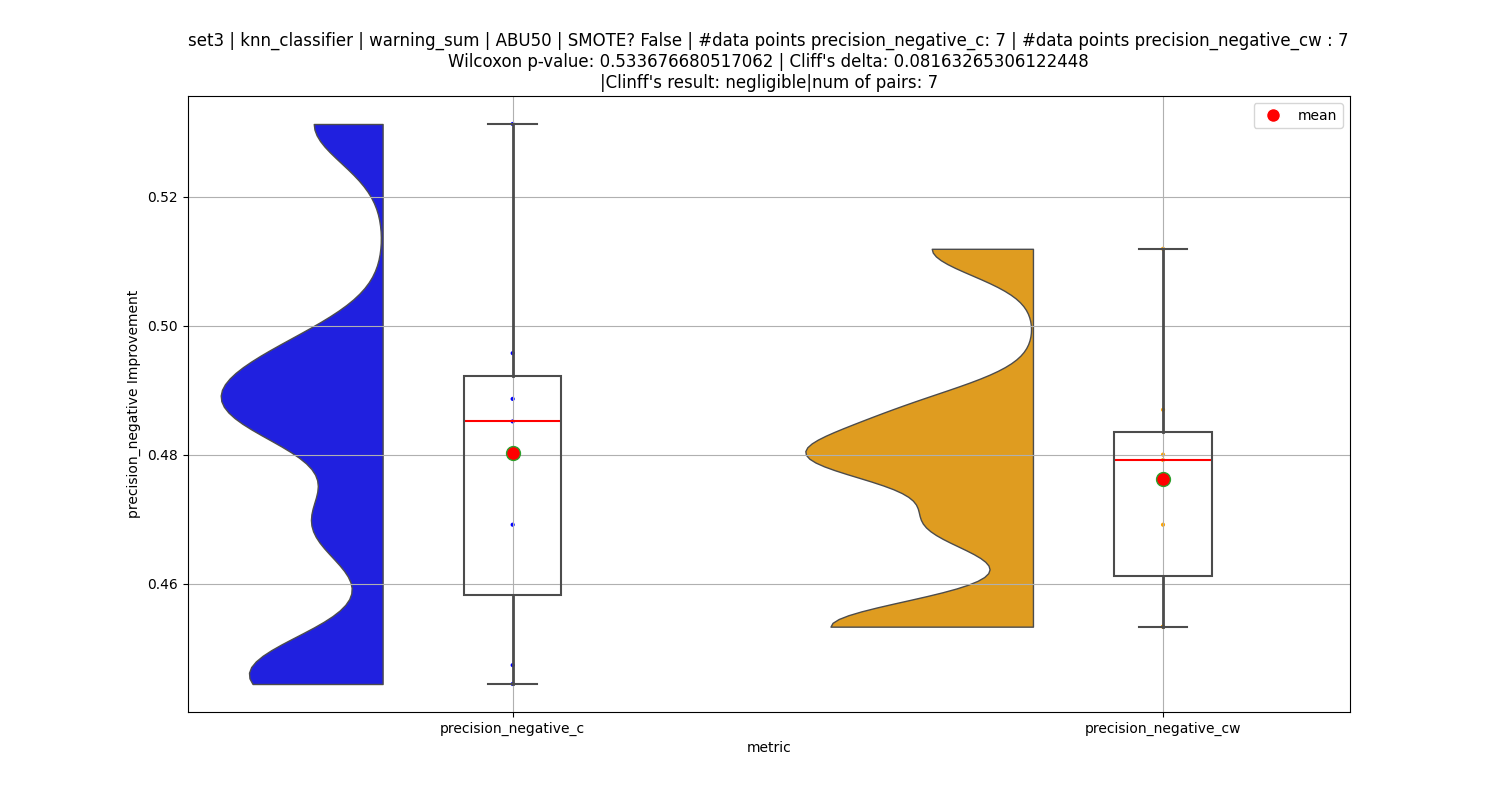 set3 | knn_classifier | warning_sum | ABU50 | SMOTE? False | #data points precision_negative_c: 7 | #data points precision_negative_cw : 7
Wilcoxon p-value: 0.533676680517062 | Cliff's delta: 0.08163265306122448
|Clinff's result: negligible|num of pairs: 7
mean
0.52
0.50
0.48
0.46
precision_negative Improvement
precision_negative_c
precision_negative_cw
metric